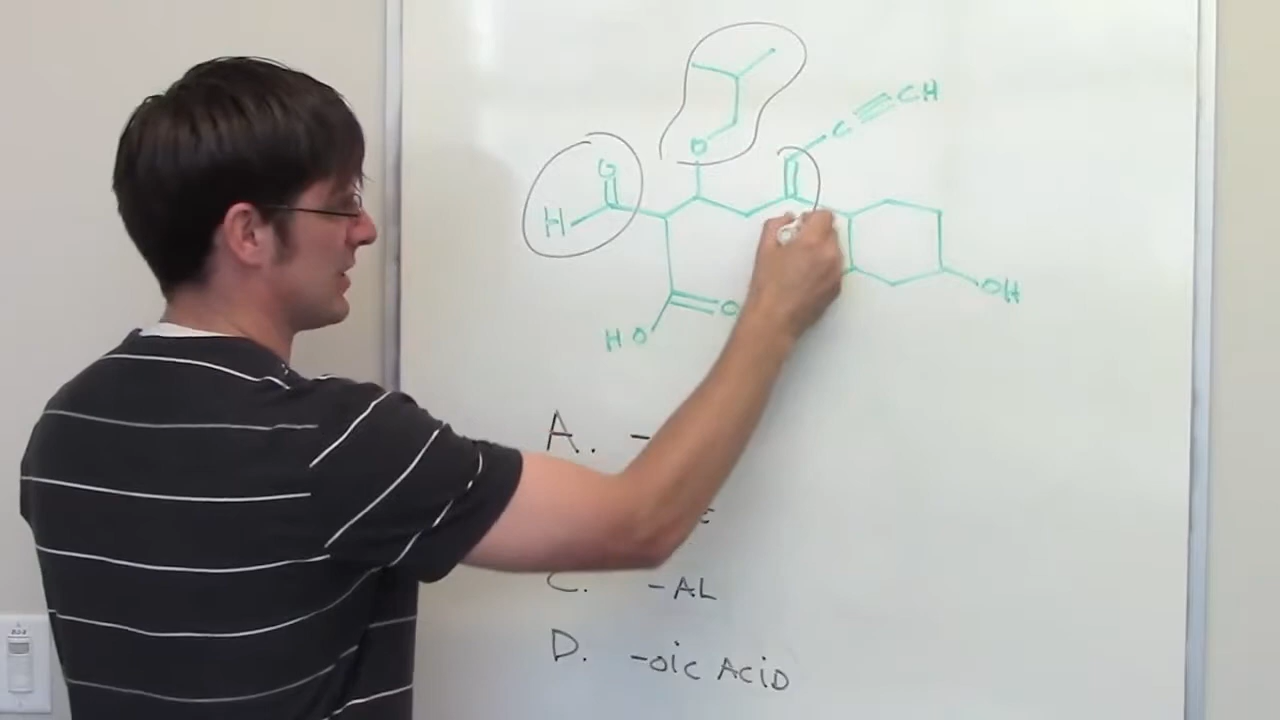 O
C≡CH
O
H
OH
O
HO
A. -
C. -AL
D. -oic AciD